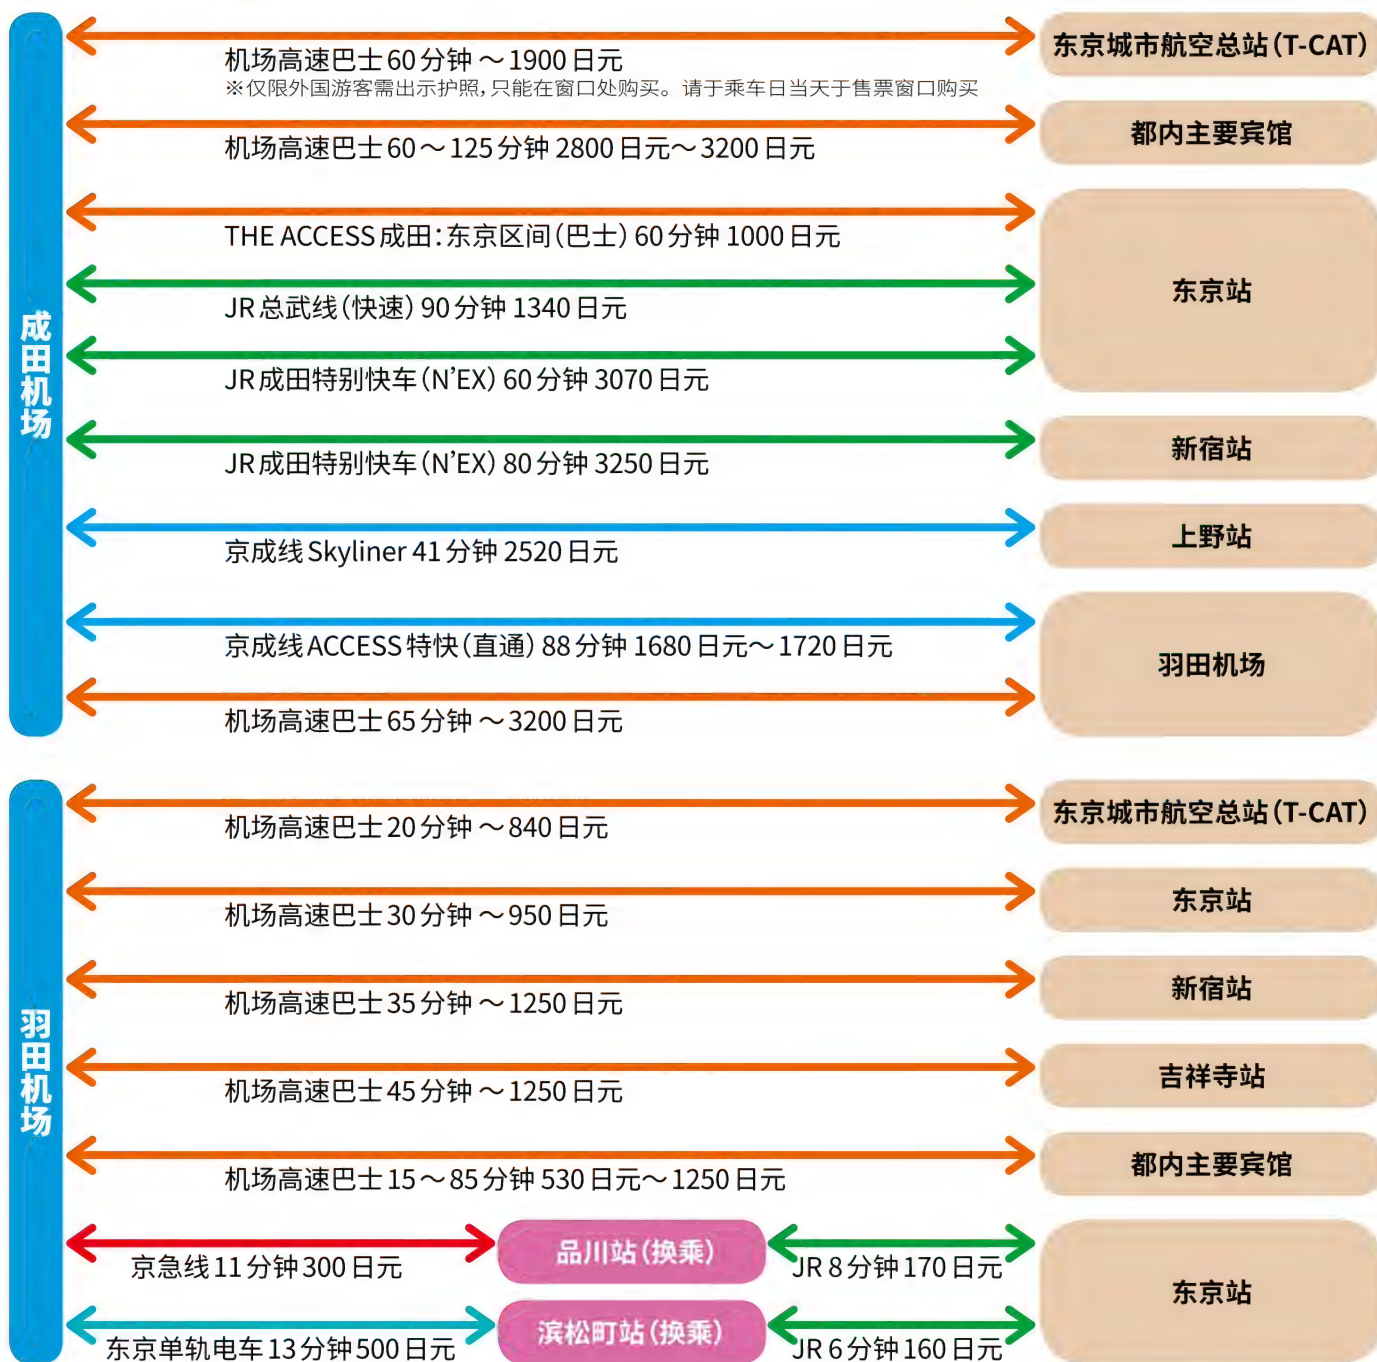 成田机场
机场高速巴士 60 分钟 ～ 1900 日元
※仅限外国游客需出示护照，只能在窗口处购买。请于乘车日当天于售票窗口购买
东京城市航空总站（T-CAT）
机场高速巴士 60 ～ 125 分钟 2800 日元～ 3200 日元
都内主要宾馆
THE ACCESS 成田：东京区间（巴士）60 分钟 1000 日元
JR 总武线（快速）90 分钟 1340 日元
JR 成田特别快车（N’EX）60 分钟 3070 日元
东京站
JR 成田特别快车（N’EX）80 分钟 3250 日元
新宿站
京成线 Skyliner 41 分钟 2520 日元
上野站
京成线 ACCESS 特快（直通）88 分钟 1680 日元～ 1720 日元
机场高速巴士 65 分钟 ～ 3200 日元
羽田机场
羽田机场
机场高速巴士 20 分钟 ～ 840 日元
东京城市航空总站（T-CAT）
机场高速巴士 30 分钟 ～ 950 日元
东京站
机场高速巴士 35 分钟 ～ 1250 日元
新宿站
机场高速巴士 45 分钟 ～ 1250 日元
吉祥寺站
机场高速巴士 15 ～ 85 分钟 530 日元～ 1250 日元
都内主要宾馆
京急线 11 分钟 300 日元
品川站（换乘）
JR 8 分钟 170 日元
东京单轨电车 13 分钟 500 日元
滨松町站（换乘）
JR 6 分钟 160 日元
东京站